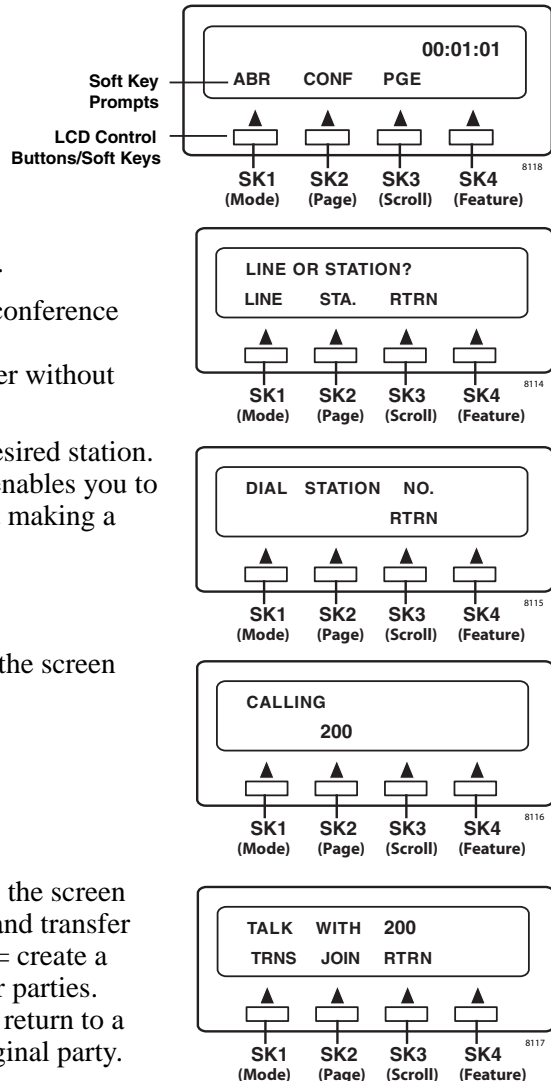 00:01:01
Soft Key Prompts
ABR CONF PGE
LCD Control Buttons/Soft Keys
8118
SK1 SK2 SK3 SK4
(Mode) (Page) (Scroll) (Feature)
.
conference
er without
esired station.
enables you to
making a
LINE OR STATION?
LINE STA. RTRN
8114
SK1 SK2 SK3 SK4
(Mode) (Page) (Scroll) (Feature)
DIAL STATION NO.
RTRN
8115
SK1 SK2 SK3 SK4
(Mode) (Page) (Scroll) (Feature)
the screen
CALLING
200
8116
SK1 SK2 SK3 SK4
(Mode) (Page) (Scroll) (Feature)
the screen
and transfer
= create a
r parties.
return to a
ginal party.
TALK WITH 200
TRNS JOIN RTRN
8117
SK1 SK2 SK3 SK4
(Mode) (Page) (Scroll) (Feature)